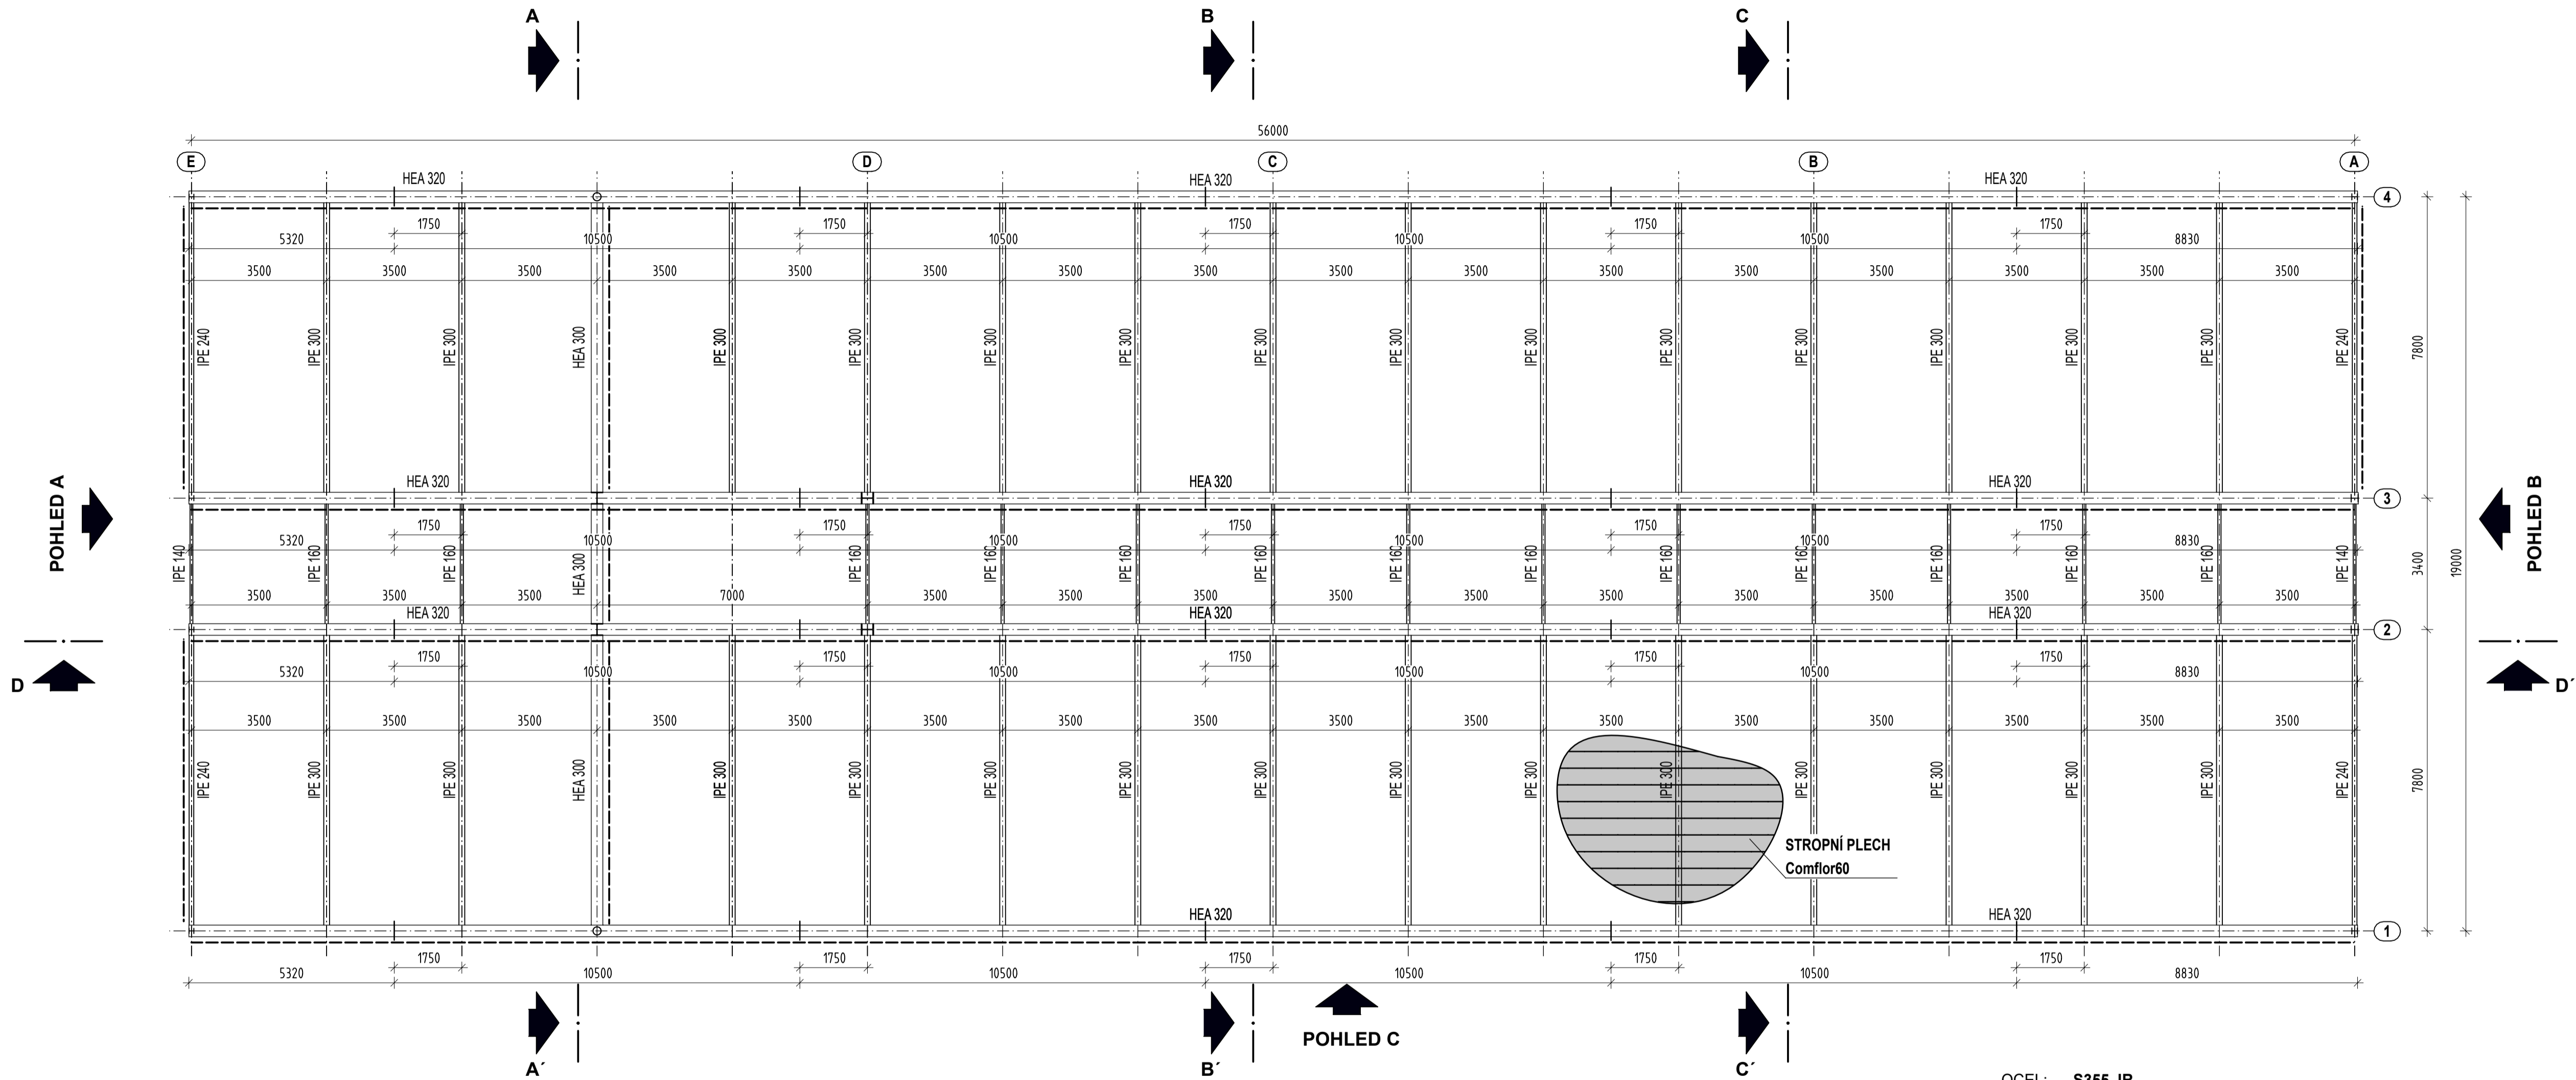 A B C
56000
E D C B A
HEA 320 HEA 320 HEA 320
4
1750 1750 1750 1750 1750
5320 10500 10500 10500 10500 8830
3500 3500 3500 3500 3500 3500 3500 3500 3500 3500 3500 3500 3500 3500 3500 3500
IPE 240 IPE 300 IPE 300 HEA 300 IPE 300 IPE 300 IPE 300 IPE 300 IPE 300 IPE 300 IPE 300 IPE 300 IPE 300 IPE 300 IPE 300 IPE 300 IPE 240
7800
HEA 320 HEA 320 HEA 320
3
POHLED A
POHLED B
1750 1750 1750 1750 1750
5320 10500 10500 10500 10500 8830
IPE 140 IPE 160 IPE 160 HEA 300 IPE 160 IPE 160 IPE 160 IPE 160 IPE 160 IPE 160 IPE 160 IPE 160 IPE 160 IPE 160 IPE 160 IPE 140
3400
19000
3500 3500 3500 7000 3500 3500 3500 3500 3500 3500 3500 3500 3500 3500 3500
HEA 320 HEA 320 HEA 320
2
1750 1750 1750 1750 1750
5320 10500 10500 10500 10500 8830
D D´
3500 3500 3500 3500 3500 3500 3500 3500 3500 3500 3500 3500 3500 3500 3500 3500
IPE 240 IPE 300 IPE 300 HEA 300 IPE 300 IPE 300 IPE 300 IPE 300 IPE 300 IPE 300 IPE 300 IPE 300 IPE 300 IPE 300 IPE 300 IPE 300 IPE 240
7800
STROPNÍ PLECH
Comflor60
HEA 320 HEA 320
1
1750 1750 1750 1750 1750
5320 10500 10500 10500 10500 8830
POHLED C
A´ B´ C´
OCEL: S355 JR